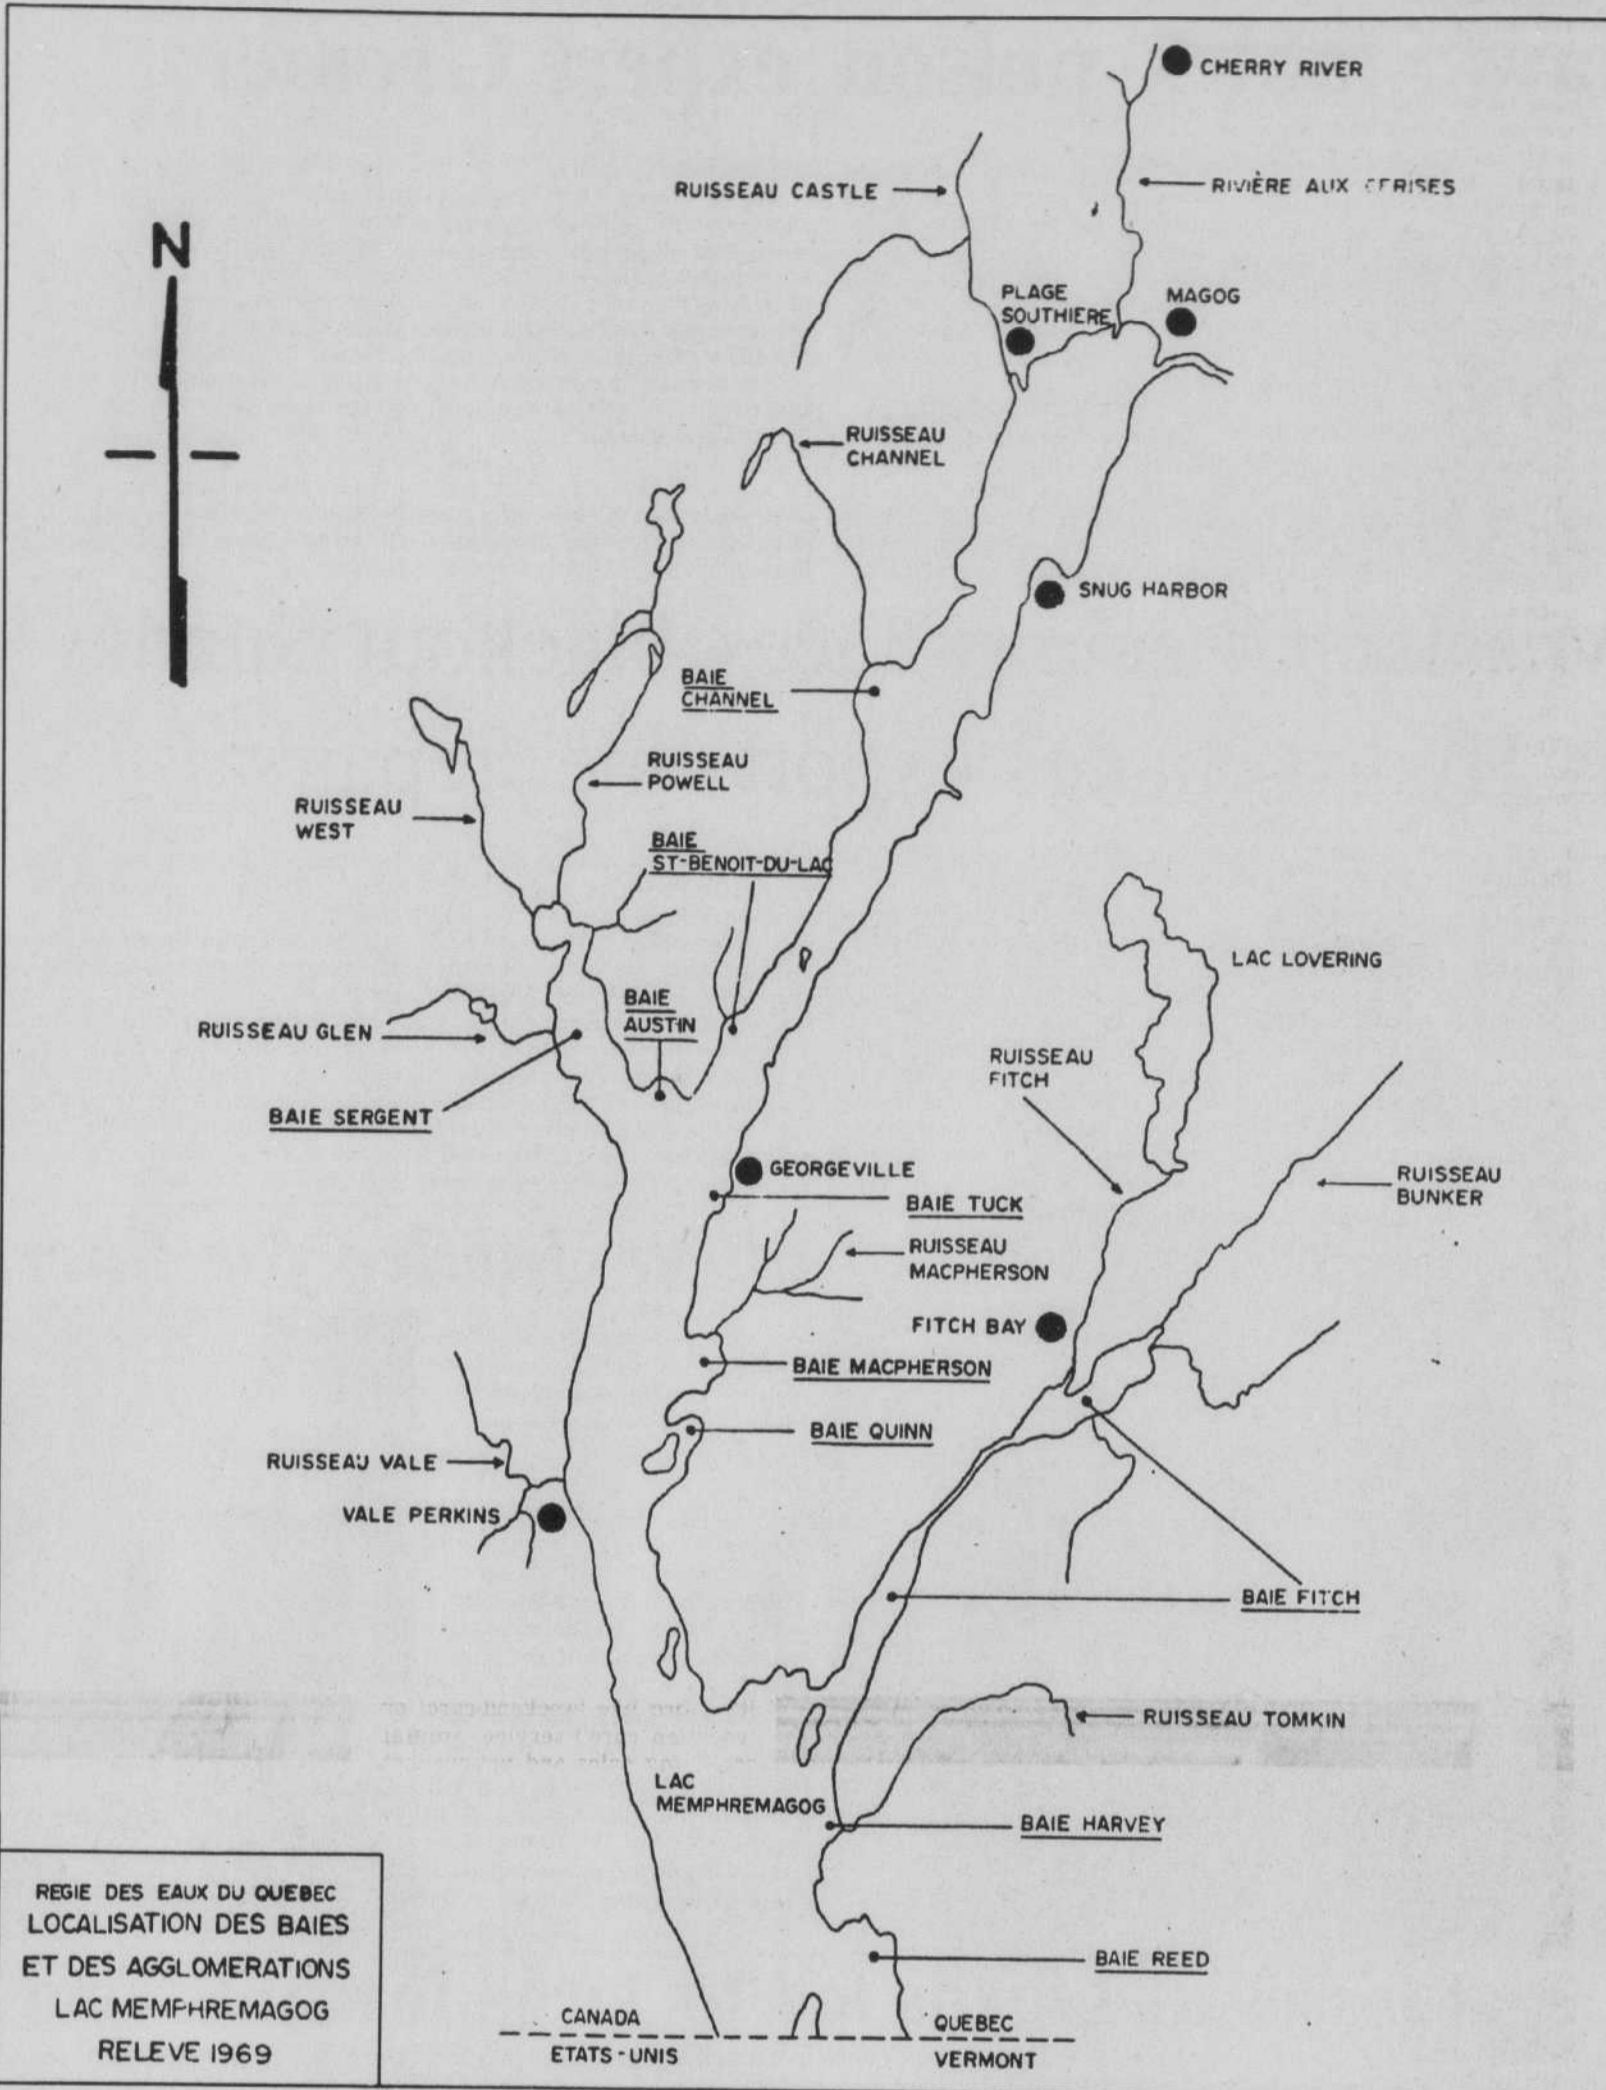 CHERRY RIVER
RUISSEAU CASTLE
RIVIÈRE AUX CERISES
N
PLAGE
SOUTHIERE
MAGOG
RUISSEAU
CHANNEL
SNUG HARBOR
BAIE
CHANNEL
RUISSEAU
POWELL
RUISSEAU
WEST
BAIE
ST-BENOIT-DU-LAC
LAC LOVERING
BAIE
AUSTIN
RUISSEAU GLEN
RUISSEAU
FITCH
BAIE SERGENT
GEORGEVILLE
RUISSEAU
BUNKER
BAIE TUCK
RUISSEAU
MACPHERSON
FITCH BAY
BAIE MACPHERSON
BAIE QUINN
RUISSEAU VALE
VALE PERKINS
BAIE FITCH
RUISSEAU TOMKIN
LAC
MEMPHREMAGOG
BAIE HARVEY
BAIE REED
CANADA
QUEBEC
ETATS-UNIS
VERMONT
REGIE DES EAUX DU QUEBEC
LOCALISATION DES BAIES
ET DES AGGLOMERATIONS
LAC MEMPHREMAGOG
RELEVE 1969